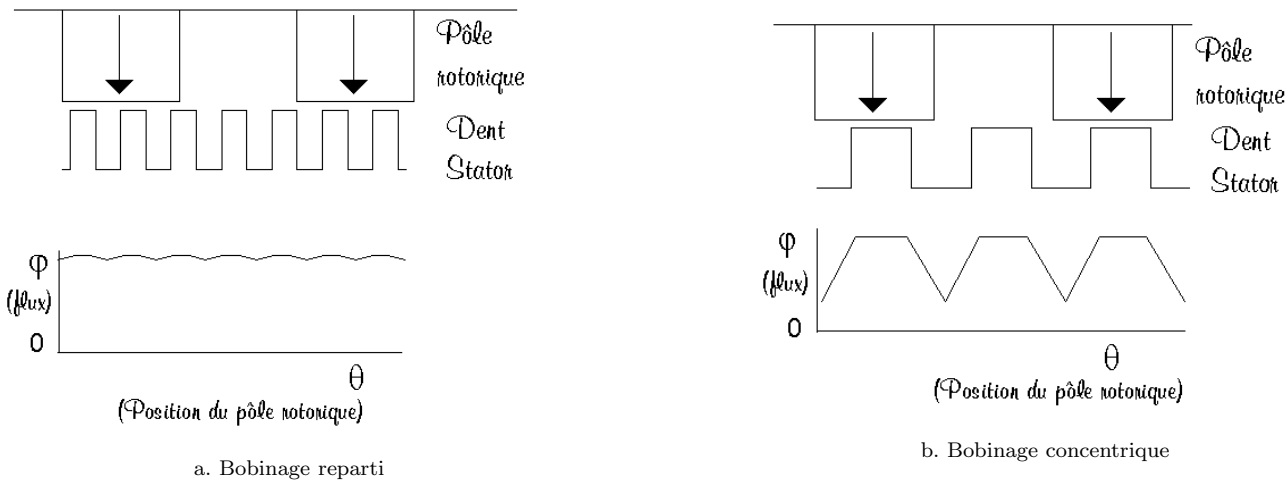 Pôle
rotorique
Dent
Stator
φ
(flux)
0
θ
(Position du pôle rotorique)
a. Bobinage reparti
Pôle
rotorique
Dent
Stator
φ
(flux)
0
θ
(Position du pôle rotorique)
b. Bobinage concentrique